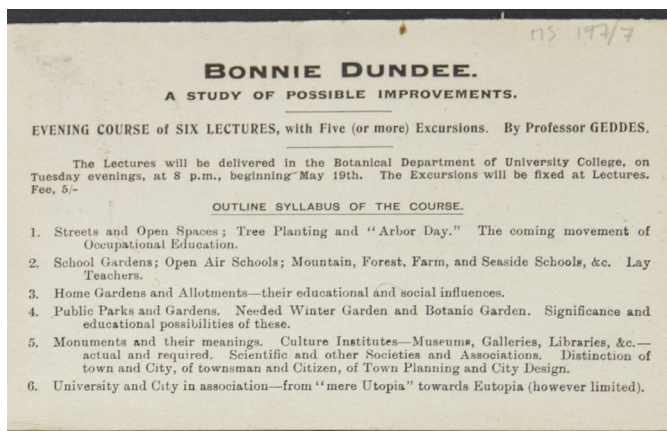 MS 197/7
BONNIE DUNDEE.
A STUDY OF POSSIBLE IMPROVEMENTS.
EVENING COURSE of SIX LECTURES, with Five (or more) Excursions. By Professor GEDDES.
The Lectures will be delivered in the Botanical Department of University College, on
Tuesday evenings, at 8 p.m., beginning May 19th. The Excursions will be fixed at Lectures.
Fee, 5/-
OUTLINE SYLLABUS OF THE COURSE.
1. Streets and Open Spaces; Tree Planting and "Arbor Day." The coming movement of
Occupational Education.
2. School Gardens; Open Air Schools; Mountain, Forest, Farm, and Seaside Schools, &c. Lay
Teachers.
3. Home Gardens and Allotments—their educational and social influences.
4. Public Parks and Gardens. Needed Winter Garden and Botanic Garden. Significance and
educational possibilities of these.
5. Monuments and their meanings. Culture Institutes—Museums, Galleries, Libraries, &c.—
actual and required. Scientific and other Societies and Associations. Distinction of
town and City, of townsman and Citizen, of Town Planning and City Design.
6. University and City in association—from "mere Utopia" towards Eutopia (however limited).